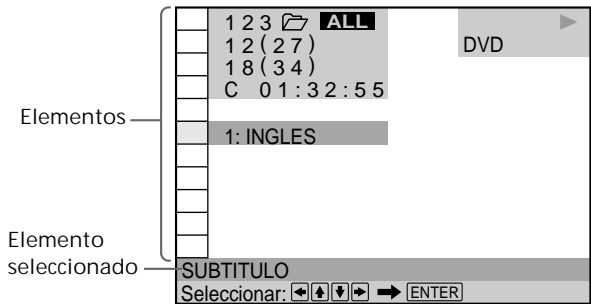 123 ALL
12(27)
DVD
18(34)
C 01:32:55
Elementos
1: INGLES
Elemento
seleccionado
SUBTITULO
Seleccionar: ENTER